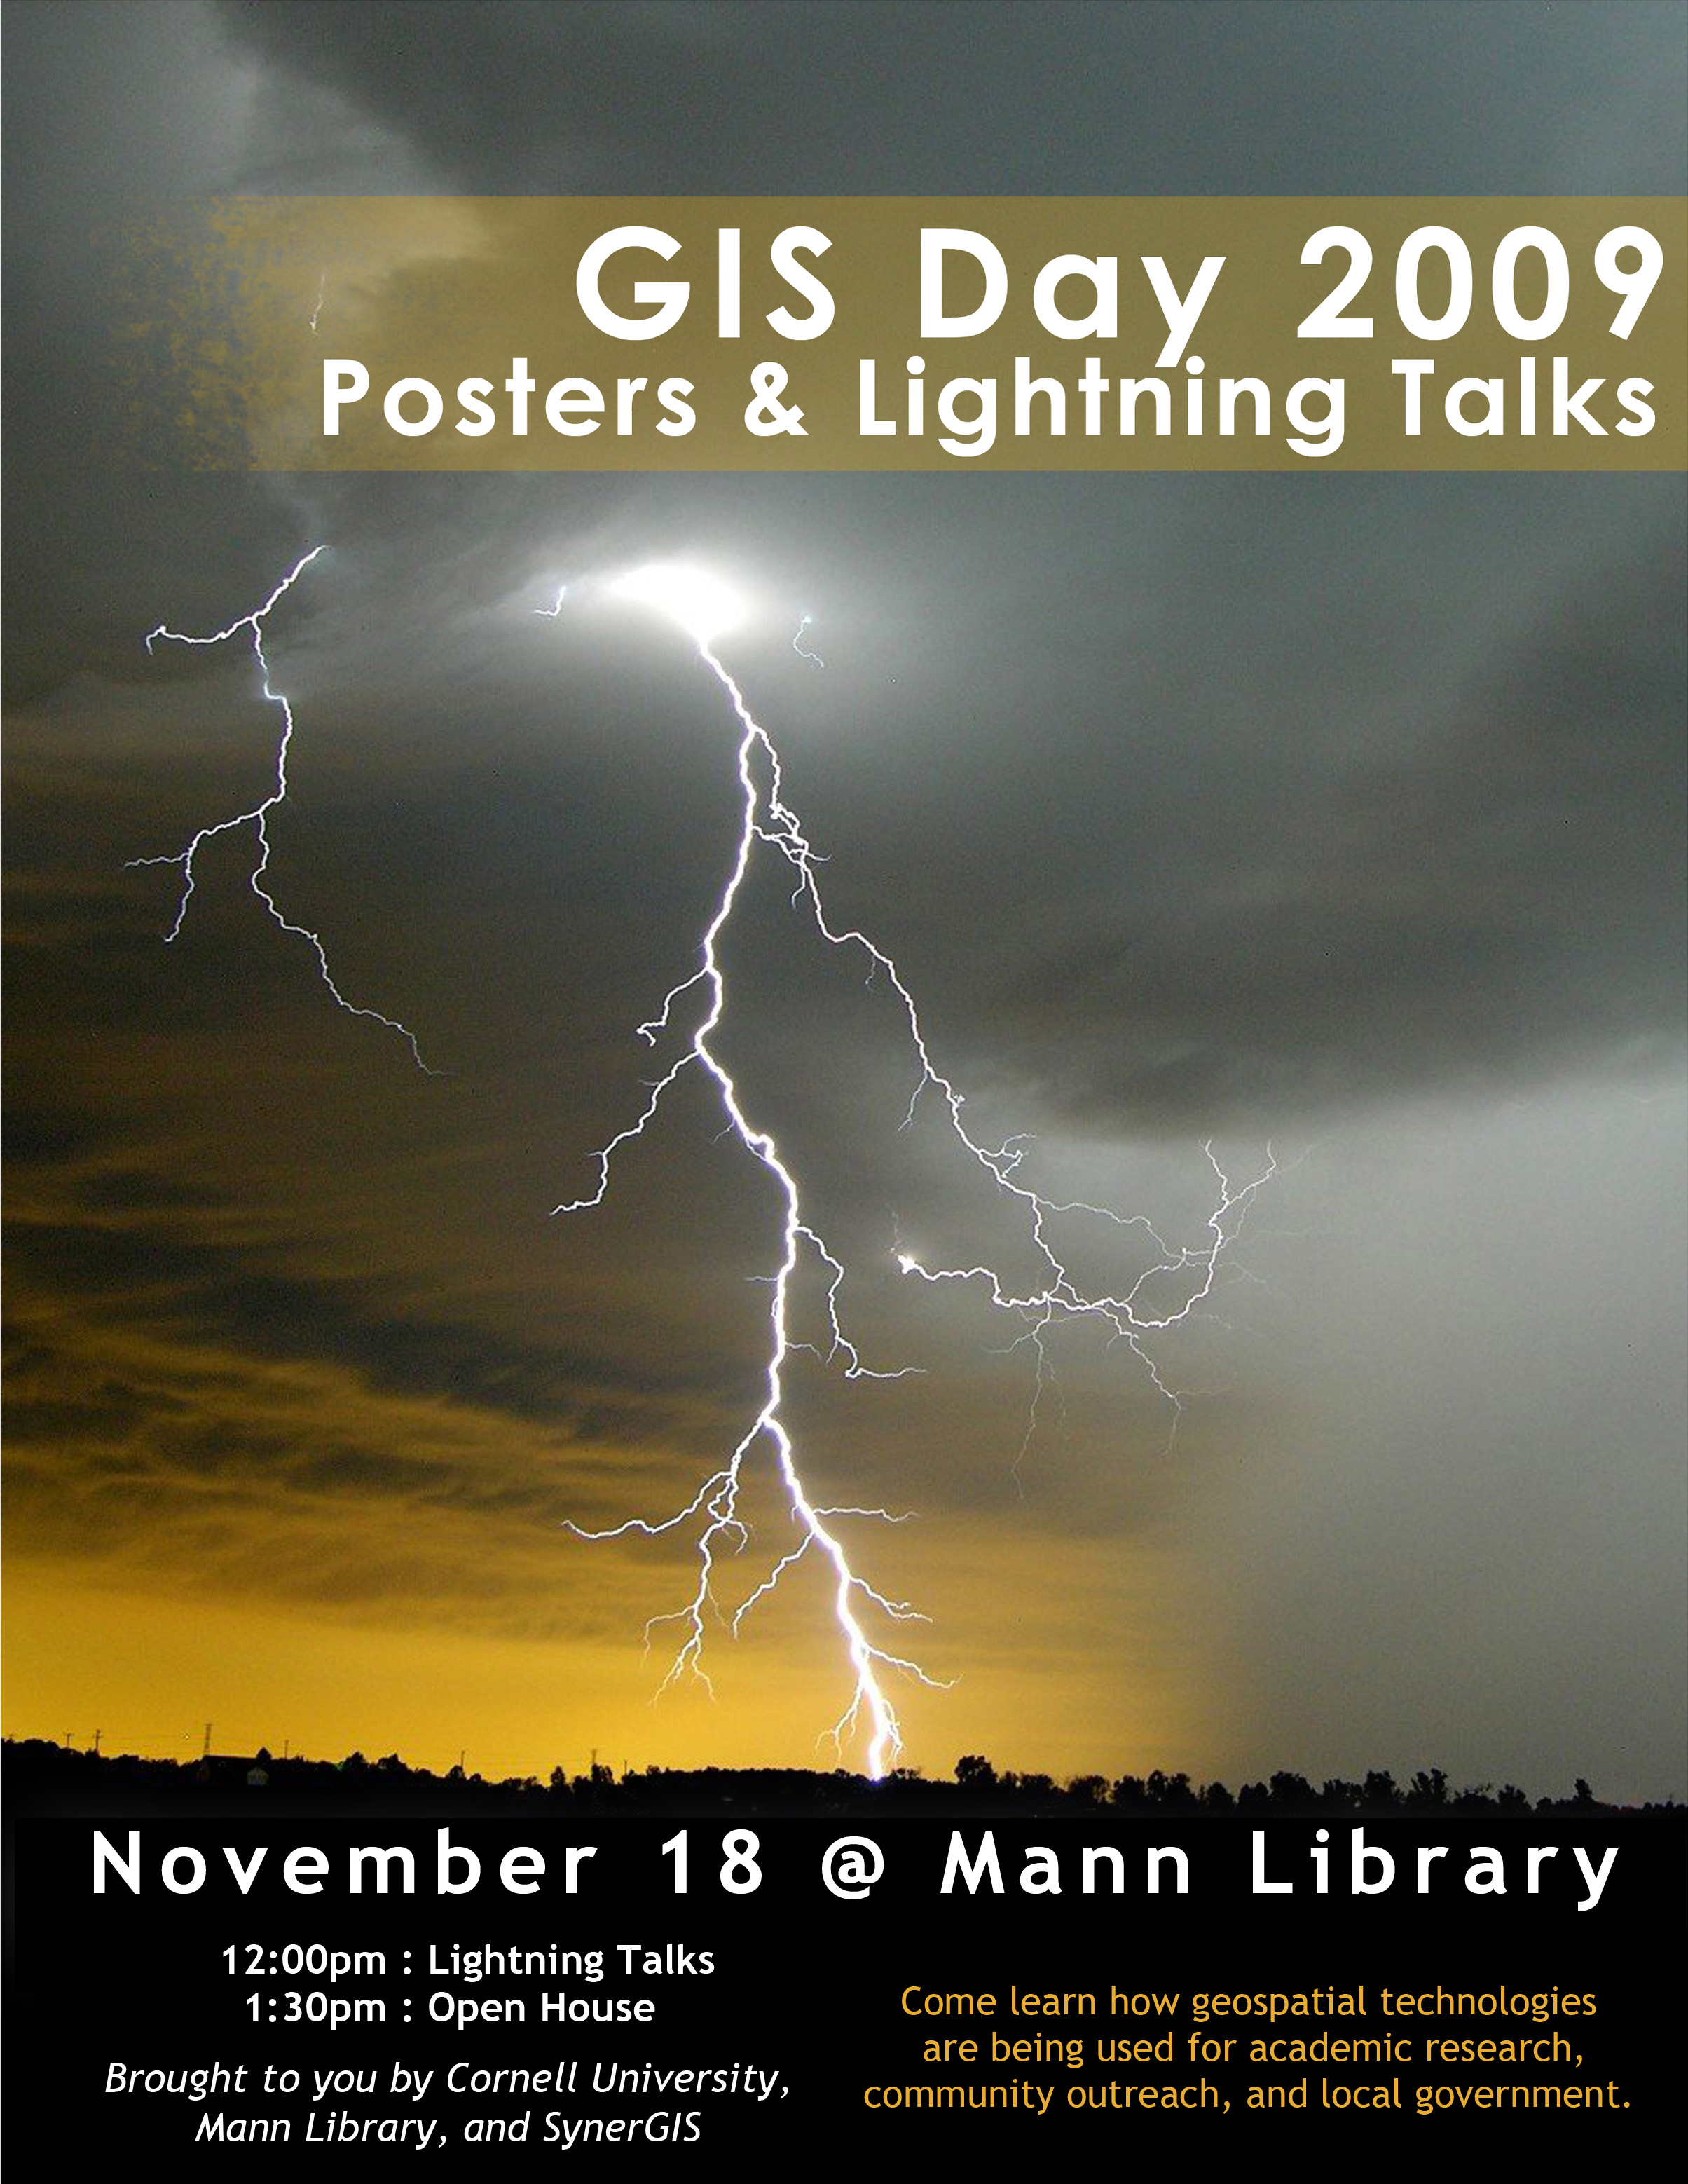 GIS Day 2009
Posters & Lightning Talks
November 18 @ Mann Library
12:00pm : Lightning Talks
1:30pm : Open House
Brought to you by Cornell University,
Mann Library, and SynerGIS
Come learn how geospatial technologies
are being used for academic research,
community outreach, and local government.